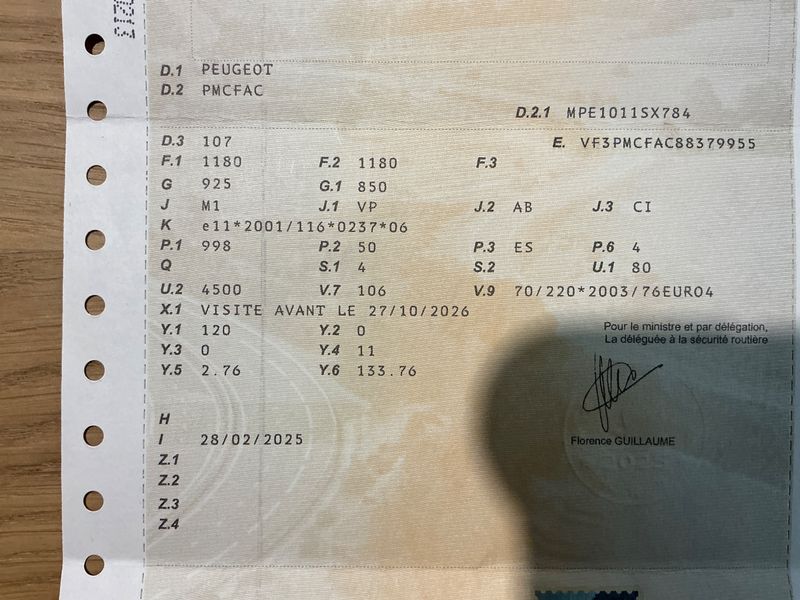 D.1 PEUGEOT
D.2 PMCFAC
D.2.1 MPE1011SX784
D.3 107 E. VF3PMCFAC88379955
F.1 1180 F.2 1180 F.3
G 925 G.1 850
J M1 J.1 VP J.2 AB J.3 CI
K e11*2001/116*0237*06
P.1 998 P.2 50 P.3 ES P.6 4
Q S.1 4 S.2 U.1 80
U.2 4500 V.7 106 V.9 70/220*2003/76EURO4
X.1 VISITE AVANT LE 27/10/2026
Y.1 120 Y.2 0
Y.3 0 Y.4 11
Y.5 2.76 Y.6 133.76
Pour le ministre et par délégation,
La déléguée à la sécurité routière
Florence GUILLAUME
H
I 28/02/2025
Z.1
Z.2
Z.3
Z.4